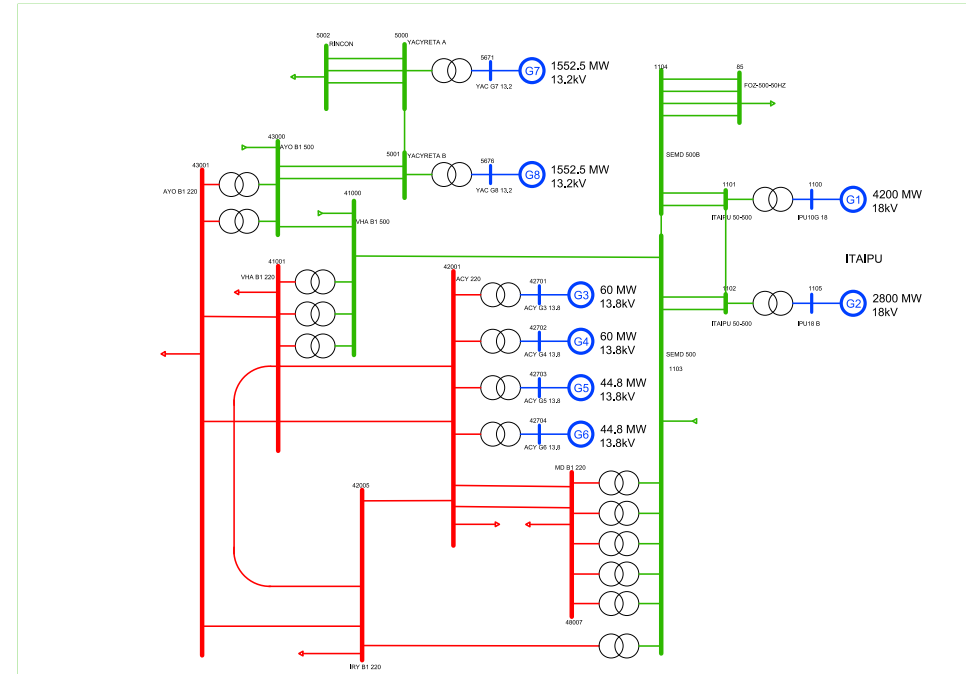 5002
RINCON
5000
YACYRETA A
5671
YAC G7 13,2
G7
1552.5 MW
13.2kV
1104
85
FOZ-500-50HZ
SEMD 500B
43000
AYO B1 500
5001
YACYRETA B
5676
YAC G8 13,2
G8
1552.5 MW
13.2kV
43001
AYO B1 220
41000
VHA B1 500
1101
ITAIPU 50-500
1100
IPU10G 18
G1
4200 MW
18kV
ITAIPU
41001
VHA B1 220
42001
ACY 220
42701
ACY G3 13,8
G3
60 MW
13.8kV
1102
ITAIPU 50-500
1105
IPU18 B
G2
2800 MW
18kV
42702
ACY G4 13,8
G4
60 MW
13.8kV
SEMD 500
1103
42703
ACY G5 13,8
G5
44.8 MW
13.8kV
42704
ACY G6 13,8
G6
44.8 MW
13.8kV
MD B1 220
42005
48007
IRY B1 220